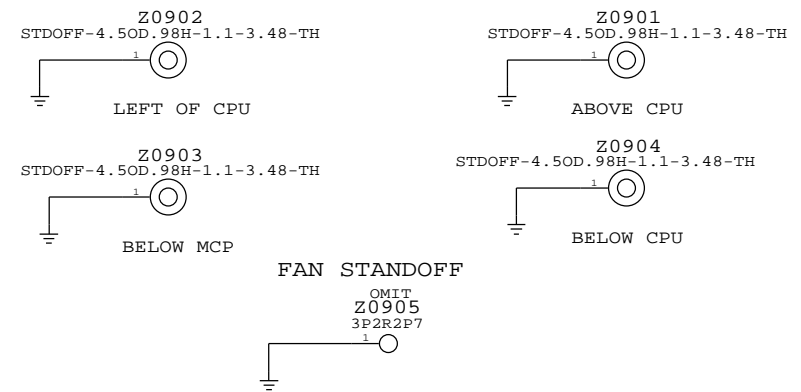 Z0902
STDOFF-4.5OD.98H-1.1-3.48-TH
1
LEFT OF CPU
Z0901
STDOFF-4.5OD.98H-1.1-3.48-TH
1
ABOVE CPU
Z0903
STDOFF-4.5OD.98H-1.1-3.48-TH
1
BELOW MCP
Z0904
STDOFF-4.5OD.98H-1.1-3.48-TH
1
BELOW CPU
FAN STANDOFF
OMIT
Z0905
3P2R2P7
1